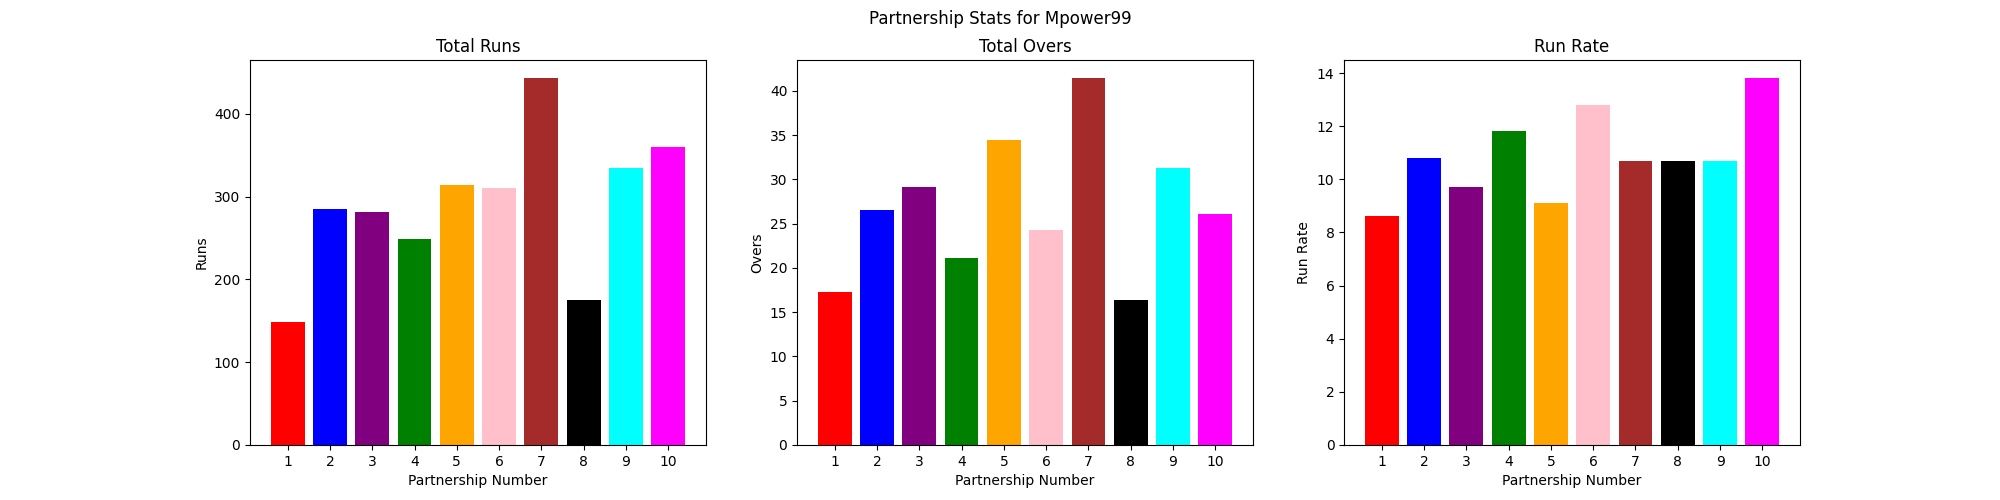 Partnership Stats for Mpower99
Total Runs
Runs
400
300
200
100
0
1 2 3 4 5 6 7 8 9 10
Partnership Number
Total Overs
Overs
40
35
30
25
20
15
10
5
0
1 2 3 4 5 6 7 8 9 10
Partnership Number
Run Rate
Run Rate
14
12
10
8
6
4
2
0
1 2 3 4 5 6 7 8 9 10
Partnership Number